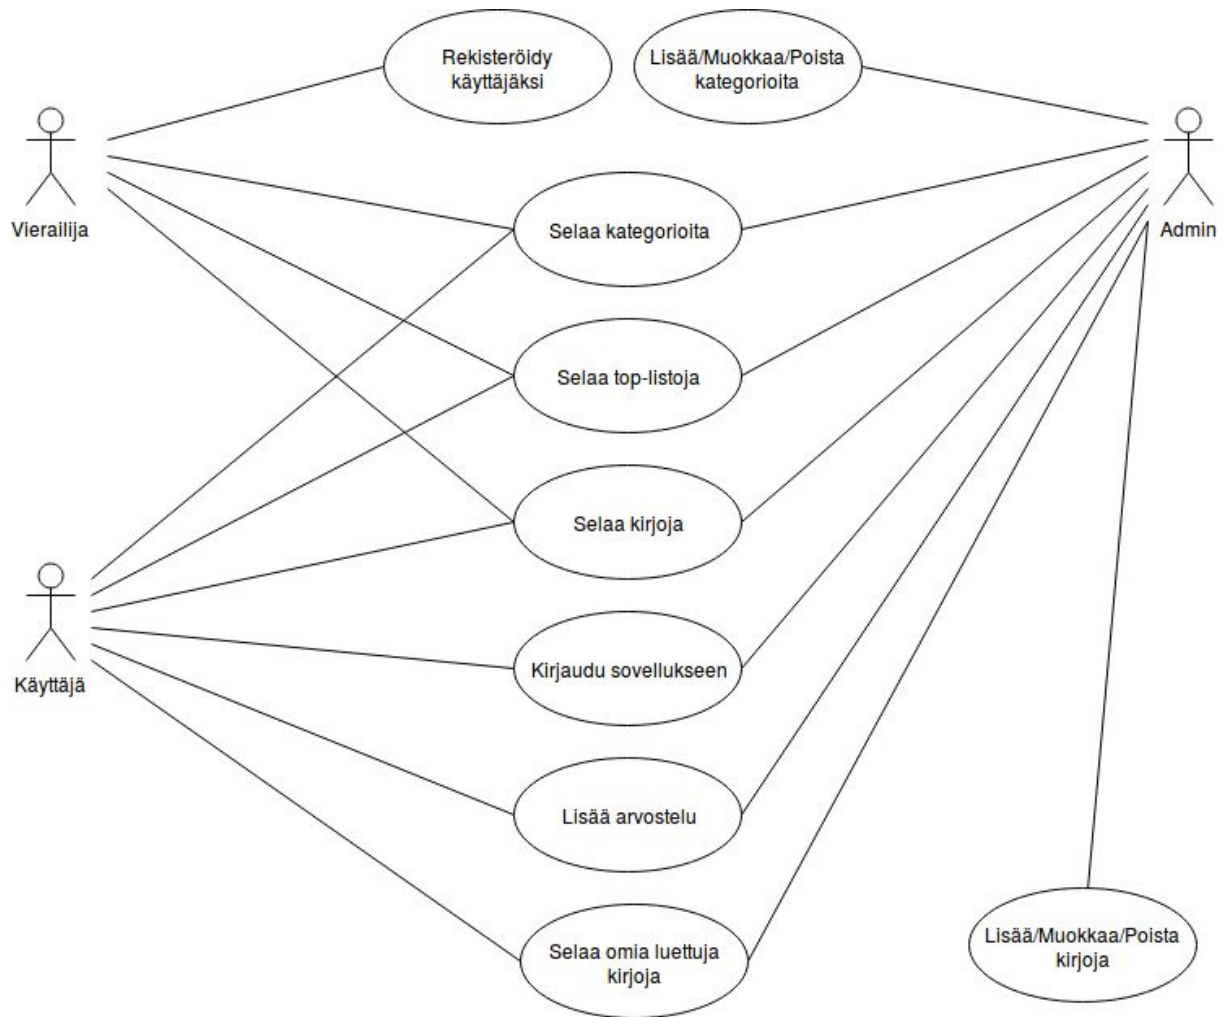 Rekisteröidy
käyttäjäksi
Lisää/Muokkaa/Poista
kategorioita
Vierailija
Selaa kategorioita
Admin
Selaa top-listoja
Selaa kirjoja
Käyttäjä
Kirjaudu sovellukseen
Lisää arvostelu
Selaa omia luettuja
kirjoja
Lisää/Muokkaa/Poista
kirjoja